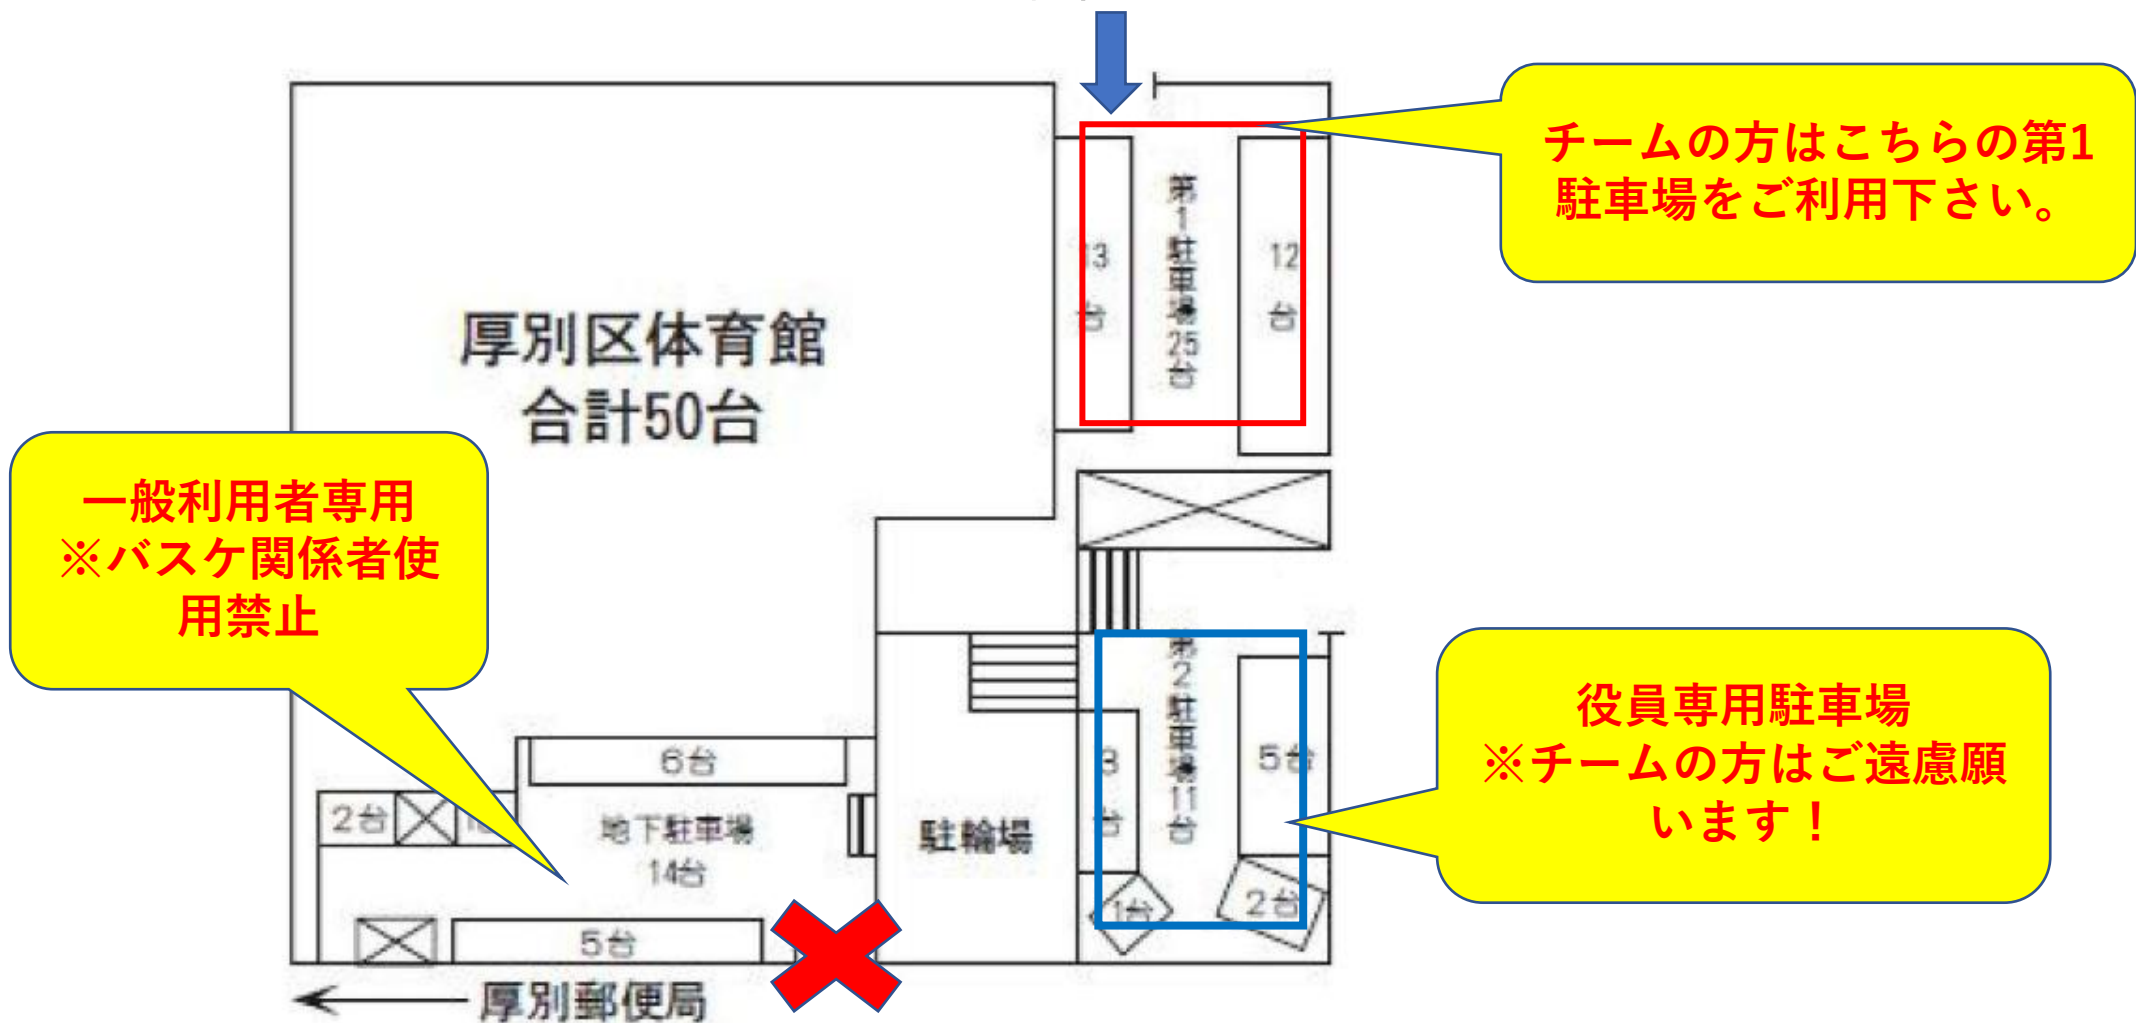 チームの方はこちらの第1
駐車場をご利用下さい。
第1駐車場25台
13台
12台
厚別区体育館
合計50台
一般利用者専用
※バスケ関係者使
用禁止
第2駐車場11台
3台
5台
1台
2台
役員専用駐車場
※チームの方はご遠慮願
います！
6台
2台
地下駐車場
14台
駐輪場
5台
厚別郵便局